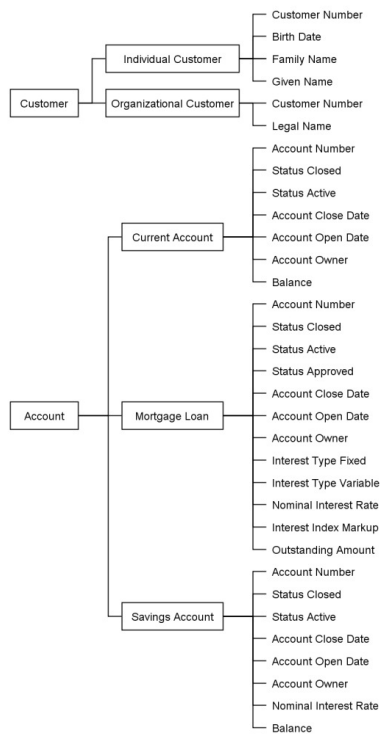 Customer
Individual Customer
Customer Number
Birth Date
Family Name
Given Name
Organizational Customer
Customer Number
Legal Name
Account
Current Account
Account Number
Status Closed
Status Active
Account Close Date
Account Open Date
Account Owner
Balance
Mortgage Loan
Account Number
Status Closed
Status Active
Status Approved
Account Close Date
Account Open Date
Account Owner
Interest Type Fixed
Interest Type Variable
Nominal Interest Rate
Interest Index Markup
Outstanding Amount
Savings Account
Account Number
Status Closed
Status Active
Account Close Date
Account Open Date
Account Owner
Nominal Interest Rate
Balance